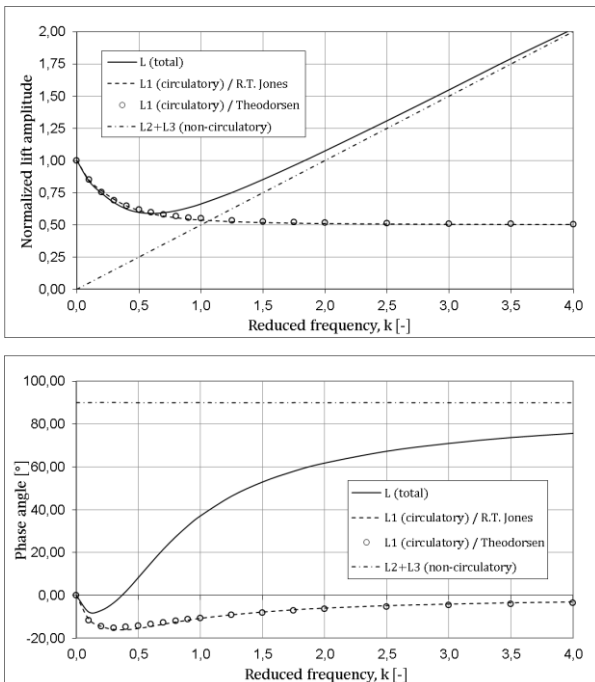 2,00
1,75
1,50
1,25
1,00
0,75
0,50
0,25
0,00
Normalized lift amplitude
L (total)
L1 (circulatory) / R.T. Jones
L1 (circulatory) / Theodorsen
L2+L3 (non-circulatory)
0,0 0,5 1,0 1,5 2,0 2,5 3,0 3,5 4,0
Reduced frequency, k [-]
100,00
80,00
60,00
40,00
20,00
0,00
-20,00
Phase angle [°]
L (total)
L1 (circulatory) / R.T. Jones
L1 (circulatory) / Theodorsen
L2+L3 (non-circulatory)
0,0 0,5 1,0 1,5 2,0 2,5 3,0 3,5 4,0
Reduced frequency, k [-]